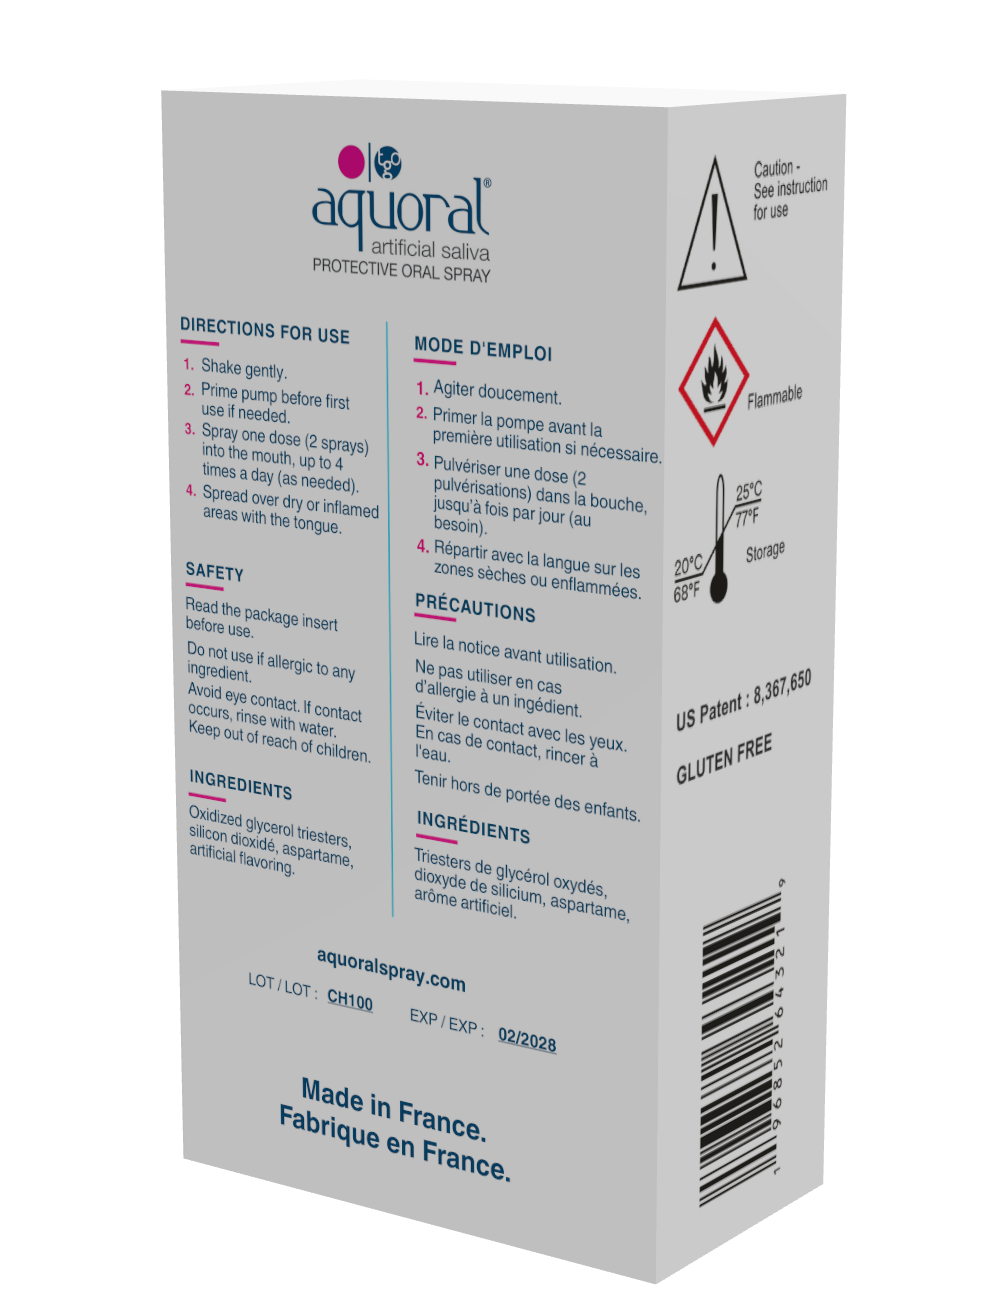 tgo
aquoral®
artificial saliva
PROTECTIVE ORAL SPRAY
DIRECTIONS FOR USE
1. Shake gently.
2. Prime pump before first
use if needed.
3. Spray one dose (2 sprays)
into the mouth, up to 4
times a day (as needed).
4. Spread over dry or inflamed
areas with the tongue.
SAFETY
Read the package insert
before use.
Do not use if allergic to any
ingredient.
Avoid eye contact. If contact
occurs, rinse with water.
Keep out of reach of children.
INGREDIENTS
Oxidized glycerol triesters,
silicon dioxidé, aspartame,
artificial flavoring.
MODE D'EMPLOI
1. Agiter doucement.
2. Primer la pompe avant la
première utilisation si nécessaire.
3. Pulvériser une dose (2
pulvérisations) dans la bouche,
jusqu'à fois par jour (au
besoin).
4. Répartir avec la langue sur les
zones sèches ou enflammées.
PRÉCAUTIONS
Lire la notice avant utilisation.
Ne pas utiliser en cas
d'allergie à un ingédient.
Éviter le contact avec les yeux.
En cas de contact, rincer à
l'eau.
Tenir hors de portée des enfants.
INGRÉDIENTS
Triesters de glycérol oxydés,
dioxyde de silicium, aspartame,
arôme artificiel.
aquoralspray.com
LOT / LOT : CH100
EXP / EXP : 02/2028
Made in France.
Fabrique en France.
Caution -
See instruction
for use
Flammable
25°C
77°F
20°C
68°F
Storage
US Patent : 8,367,650
GLUTEN FREE
1 96852 64321 9